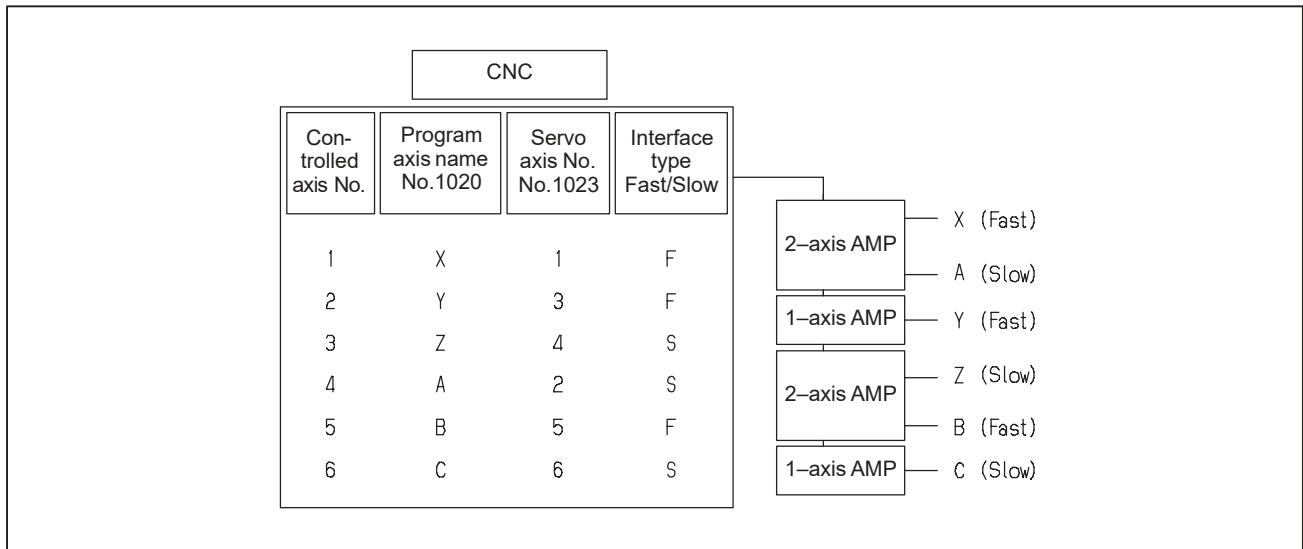 CNC
Con-
trolled
axis No.
Program
axis name
No.1020
Servo
axis No.
No.1023
Interface
type
Fast/Slow
1 X 1 F
2 Y 3 F
3 Z 4 S
4 A 2 S
5 B 5 F
6 C 6 S
2–axis AMP
X (Fast)
A (Slow)
1–axis AMP
Y (Fast)
2–axis AMP
Z (Slow)
B (Fast)
1–axis AMP
C (Slow)